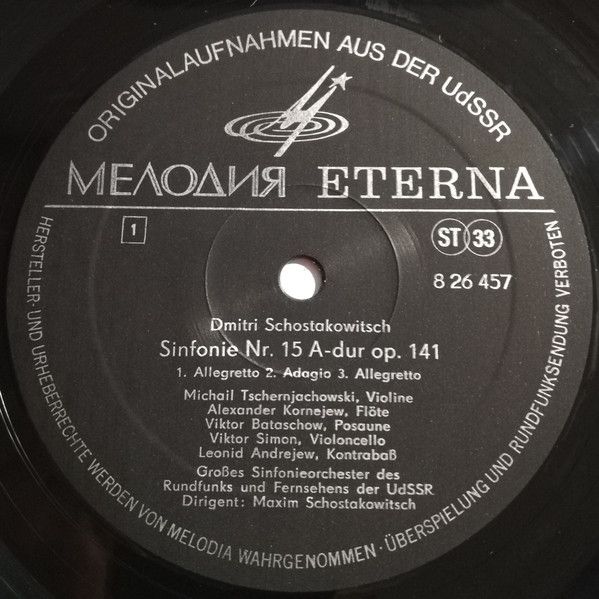 ORIGINALAUFNAHMEN AUS DER UdSSR
МЕЛОДИЯ ETERNA
1
ST 33
8 26 457
Dmitri Schostakowitsch
Sinfonie Nr. 15 A-dur op. 141
1. Allegretto 2. Adagio 3. Allegretto
Michail Tschernjachowski, Violine
Alexander Kornejew, Flöte
Viktor Bataschow, Posaune
Viktor Simon, Violoncello
Leonid Andrejew, Kontrabaß
Großes Sinfonieorchester des
Rundfunks und Fernsehens der UdSSR
Dirigent: Maxim Schostakowitsch
HERSTELLER- UND URHEBERRECHTE WERDEN VON MELODIA WAHRGENOMMEN · ÜBERSPIELUNG UND RUNDFUNKSENDUNG VERBOTEN